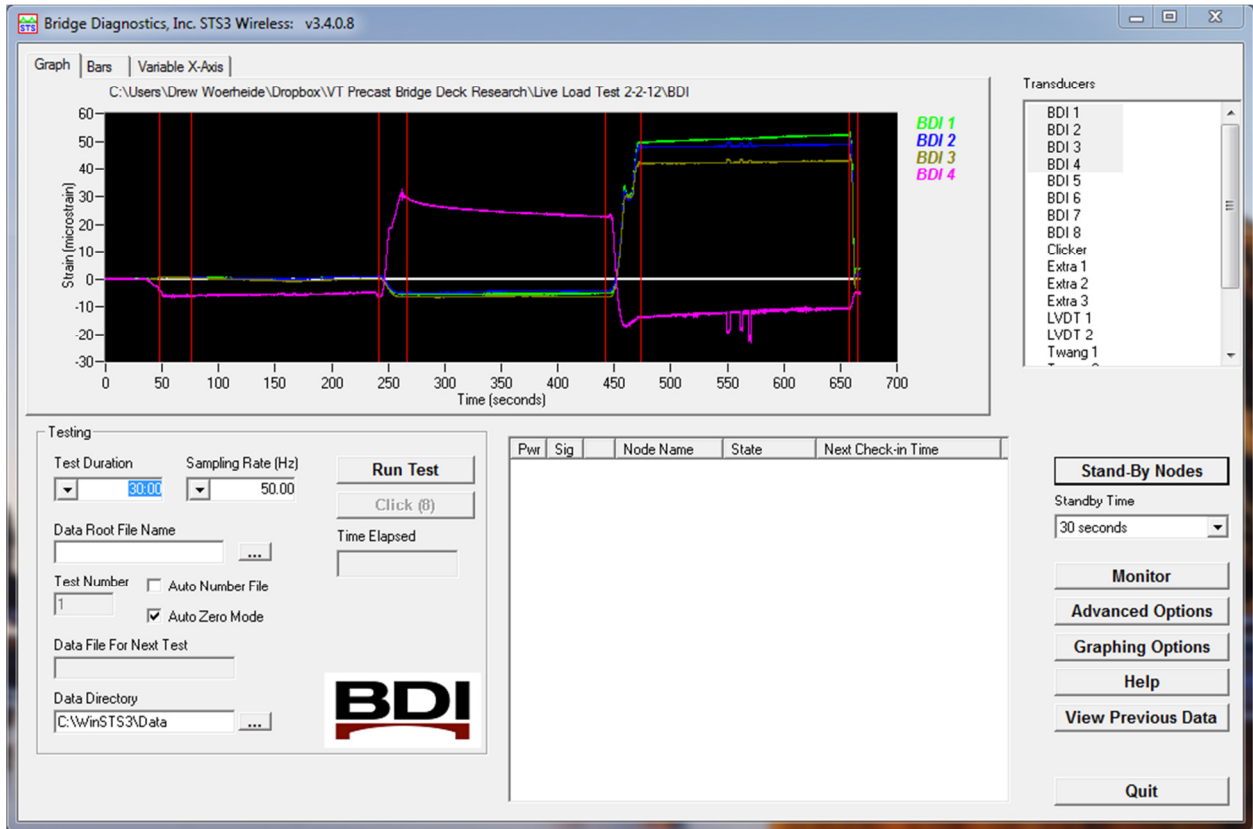 Bridge Diagnostics, Inc. STS3 Wireless: v3.4.0.8
Graph Bars Variable X-Axis
C:\Users\Drew Woerheide\Dropbox\VT Precast Bridge Deck Research\Live Load Test 2-2-12\BDI
60
50
40
30
20
10
0
-10
-20
-30
Strain (microstrain)
0 50 100 150 200 250 300 350 400 450 500 550 600 650 700
Time (seconds)
BDI 1
BDI 2
BDI 3
BDI 4
Transducers
BDI 1
BDI 2
BDI 3
BDI 4
BDI 5
BDI 6
BDI 7
BDI 8
Clicker
Extra 1
Extra 2
Extra 3
LVDT 1
LVDT 2
Twang 1
Testing
Test Duration Sampling Rate (Hz)
30:00 50.00
Run Test
Click (8)
Data Root File Name
...
Time Elapsed
Test Number
1
Auto Number File
Auto Zero Mode
Data File For Next Test
Data Directory
C:\WinSTS3\Data ...
BDI
Pwr Sig Node Name State Next Check-in Time
Stand-By Nodes
Standby Time
30 seconds
Monitor
Advanced Options
Graphing Options
Help
View Previous Data
Quit